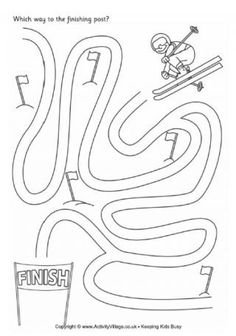 Which way to the finishing post?
FINISH
Copyright © www.ActivityVillage.co.uk - Keeping Kids Busy